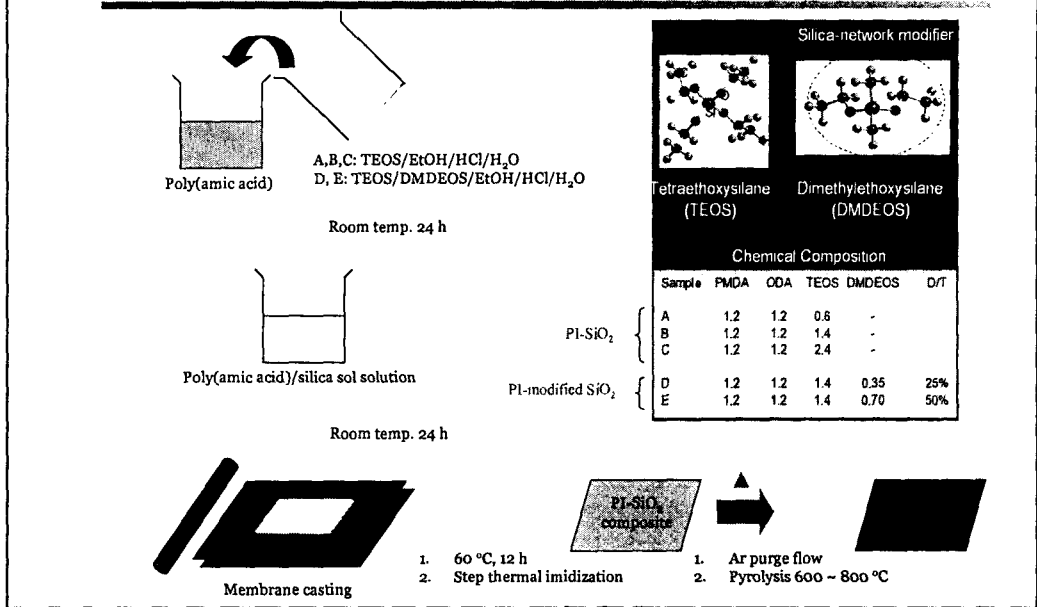 Silica-network modifier
A,B,C: TEOS/EtOH/HCl/H₂O
D, E: TEOS/DMDEOS/EtOH/HCl/H₂O
Poly(amic acid)
Room temp. 24 h
Tetraethoxysilane
(TEOS)
Dimethylethoxysilane
(DMDEOS)
Chemical Composition
Sample PMDA ODA TEOS DMDEOS D/T
PI-SiO₂
A 1.2 1.2 0.6 -
B 1.2 1.2 1.4 -
C 1.2 1.2 2.4 -
PI-modified SiO₂
D 1.2 1.2 1.4 0.35 25%
E 1.2 1.2 1.4 0.70 50%
Poly(amic acid)/silica sol solution
Room temp. 24 h
Membrane casting
1. 60 °C, 12 h
2. Step thermal imidization
PI-SiO₂
composite
1. Ar purge flow
2. Pyrolysis 600 ~ 800 °C